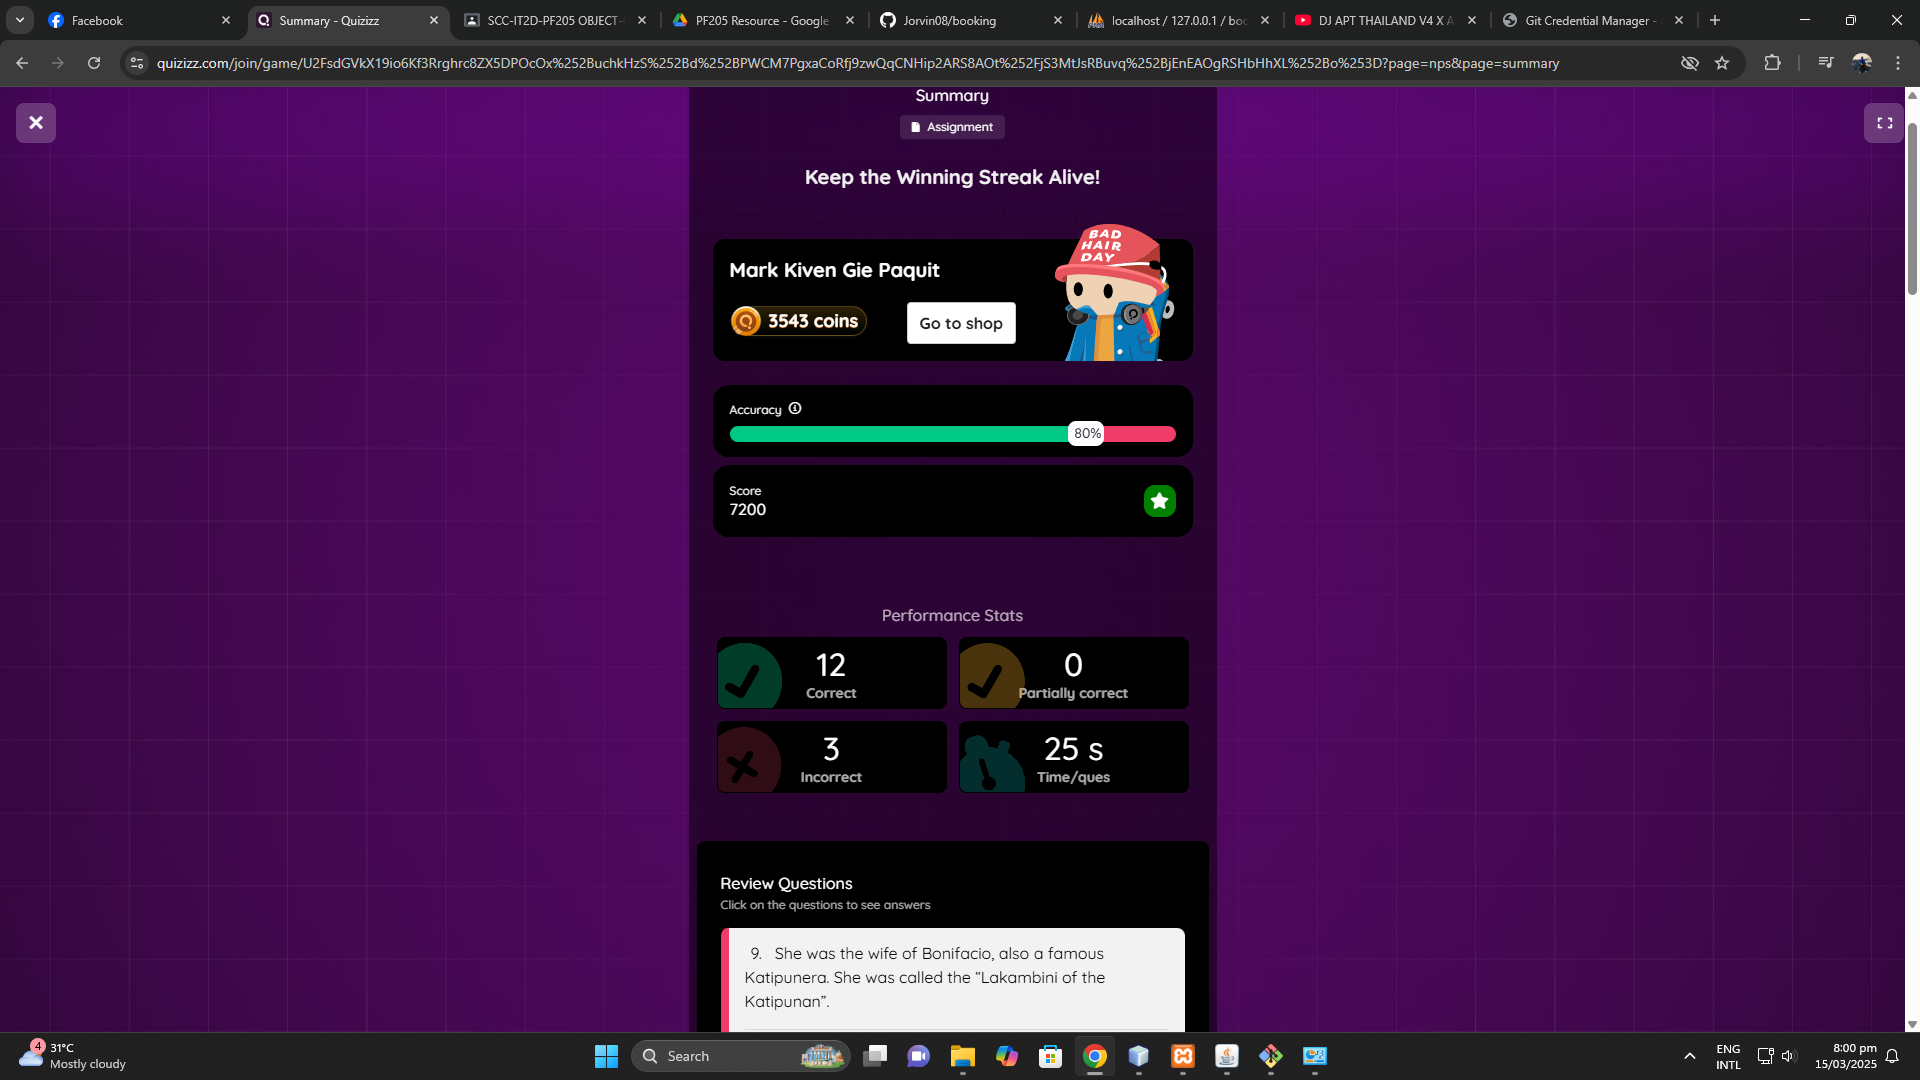 Facebook
Summary - Quizizz
SCC-IT2D-PF205 OBJECT-
PF205 Resource - Google
Jorvin08/booking
localhost / 127.0.0.1 / boo
DJ APT THAILAND V4 X A
Git Credential Manager -
quizizz.com/join/game/U2FsdGVkX19io6Kf3Rrghrc8ZX5DPOcOx%252BuchkHzS%252Bd%252BPWCM7PgxaCoRfj9zwQqCNHip2ARS8AOt%252FjS3MtJsRBuvq%252BjEnEAOgRSHbHhXL%252Bo%253D?page=nps&page=summary
Summary
Assignment
Keep the Winning Streak Alive!
BAD
HAIR
DAY
Mark Kiven Gie Paquit
3543 coins
Go to shop
Accuracy
80%
Score
7200
Performance Stats
12
Correct
0
Partially correct
3
Incorrect
25 s
Time/ques
Review Questions
Click on the questions to see answers
9. She was the wife of Bonifacio, also a famous
Katipunera. She was called the “Lakambini of the
Katipunan”.
4
31°C
Mostly cloudy
Search
ENG
INTL
8:00 pm
15/03/2025